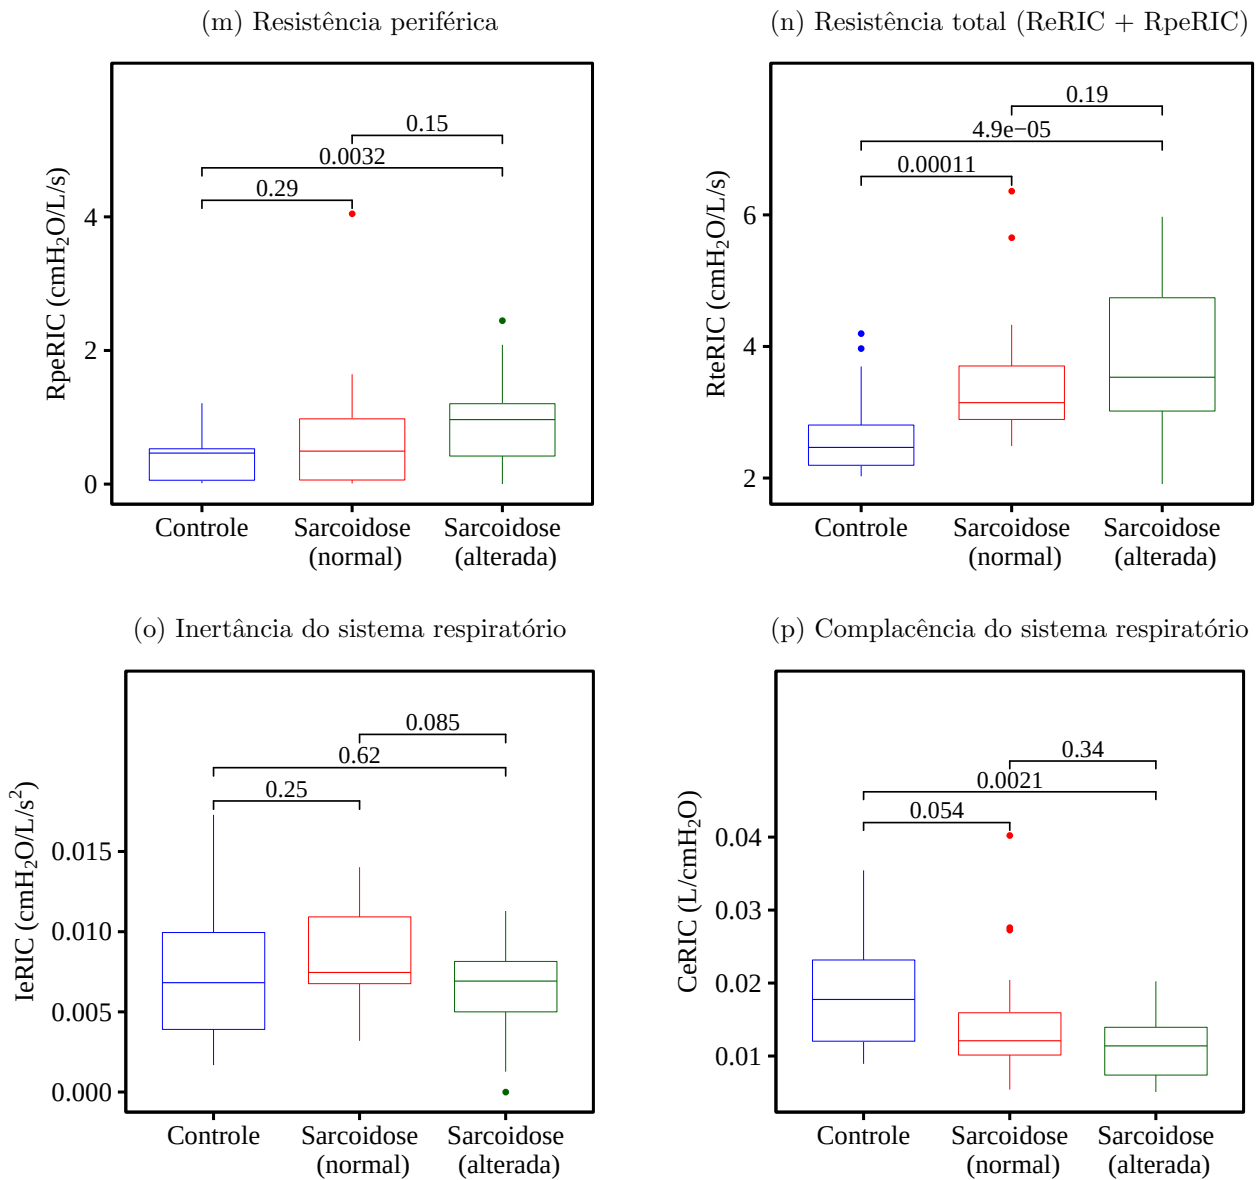 (m) Resistência periférica
RpeRIC (cmH₂O/L/s)
0.15
0.0032
0.29
4
2
0
Controle
Sarcoidose
(normal)
Sarcoidose
(alterada)
(n) Resistência total (ReRIC + RpeRIC)
RteRIC (cmH₂O/L/s)
0.19
4.9e−05
0.00011
6
4
2
Controle
Sarcoidose
(normal)
Sarcoidose
(alterada)
(o) Inertância do sistema respiratório
IeRIC (cmH₂O/L/s²)
0.085
0.62
0.25
0.015
0.010
0.005
0.000
Controle
Sarcoidose
(normal)
Sarcoidose
(alterada)
(p) Complacência do sistema respiratório
CeRIC (L/cmH₂O)
0.34
0.0021
0.054
0.04
0.03
0.02
0.01
Controle
Sarcoidose
(normal)
Sarcoidose
(alterada)